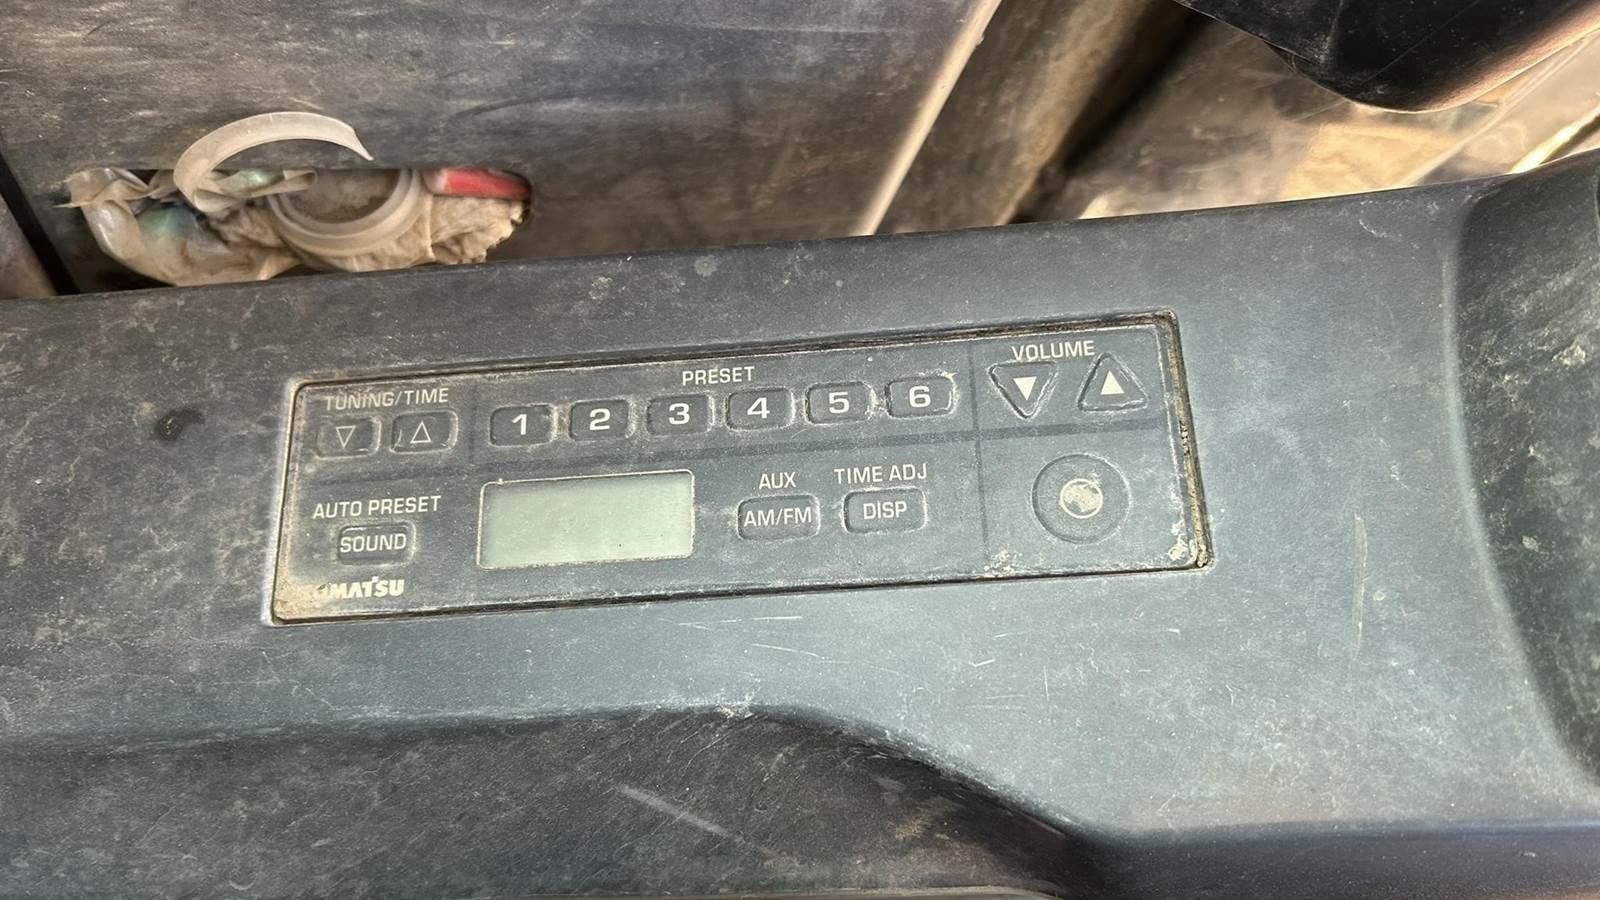 TUNING/TIME
PRESET
VOLUME
1 2 3 4 5 6
AUTO PRESET
SOUND
AUX
AM/FM
TIME ADJ
DISP
OMATSU